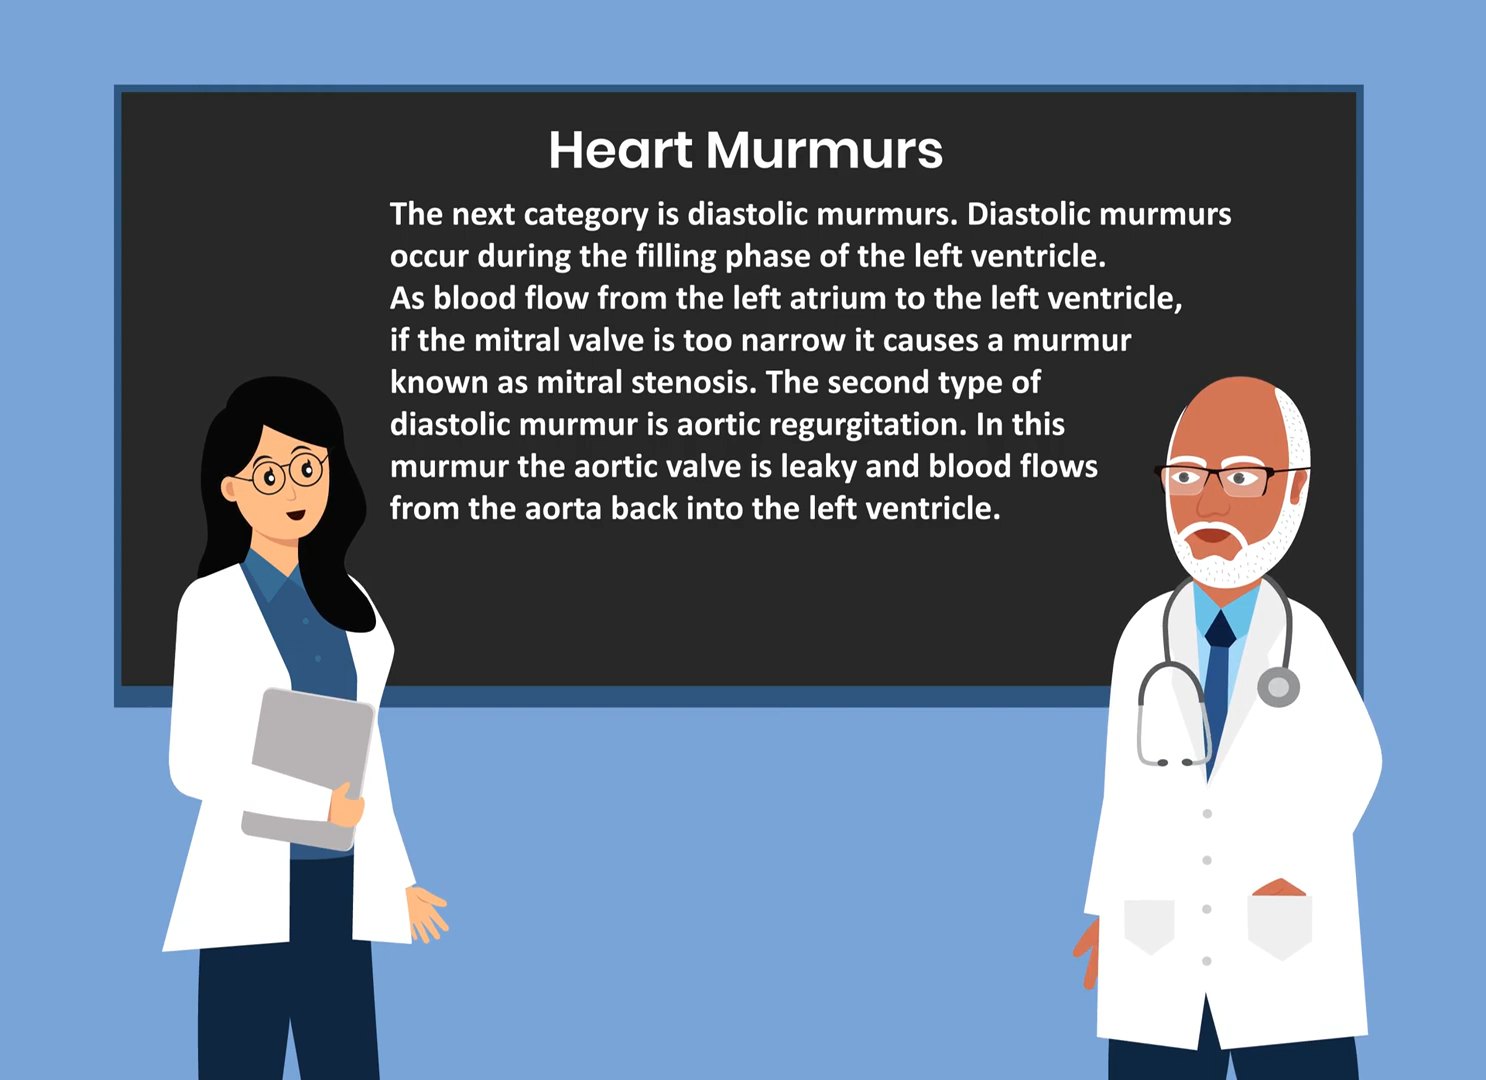 Heart Murmurs
The next category is diastolic murmurs. Diastolic murmurs
occur during the filling phase of the left ventricle.
As blood flow from the left atrium to the left ventricle,
if the mitral valve is too narrow it causes a murmur
known as mitral stenosis. The second type of
diastolic murmur is aortic regurgitation. In this
murmur the aortic valve is leaky and blood flows
from the aorta back into the left ventricle.